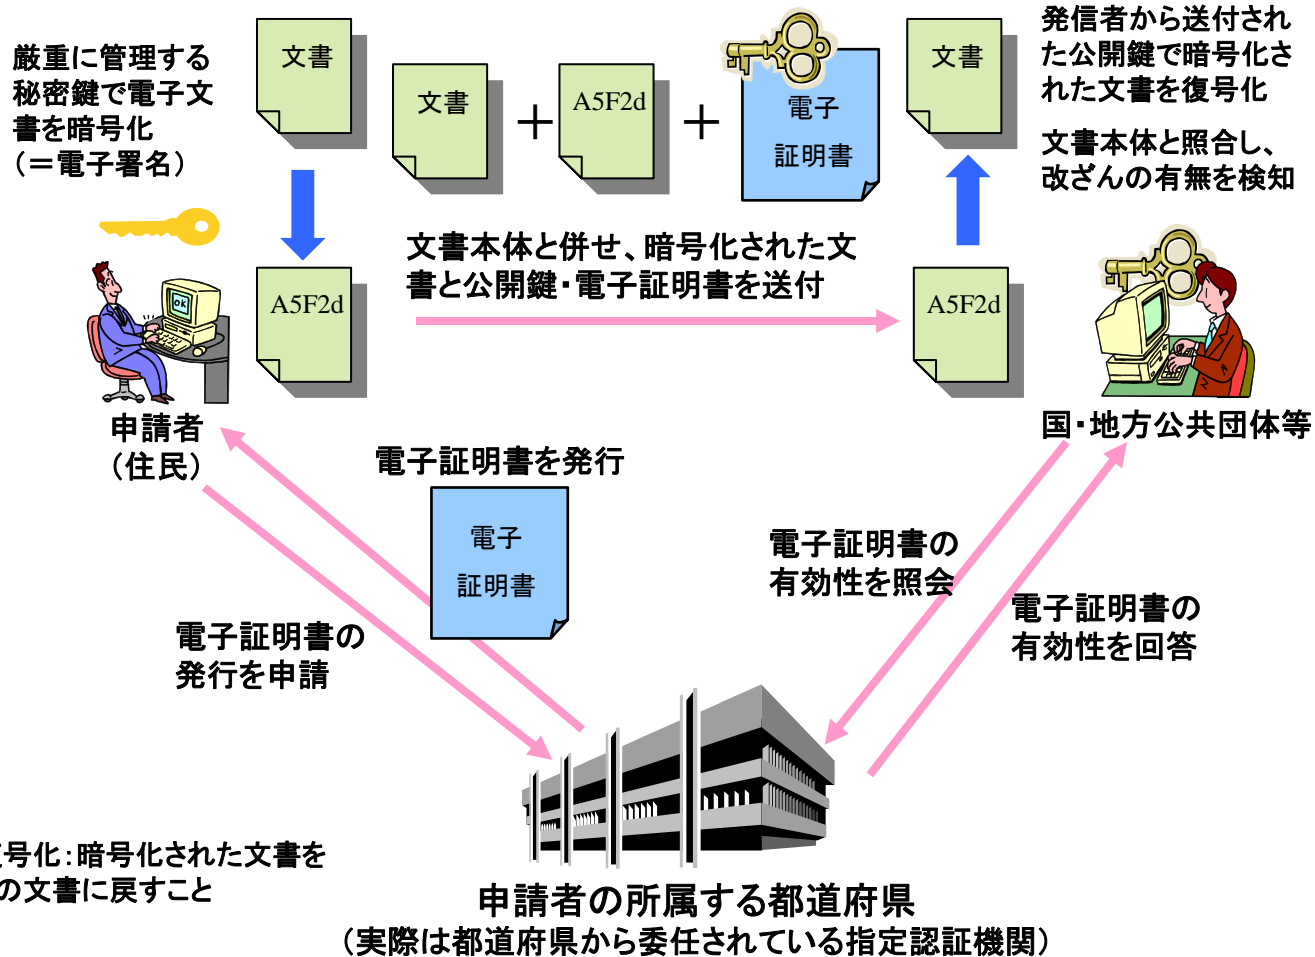 厳重に管理する
秘密鍵で電子文
書を暗号化
（＝電子署名）
文書
文書
＋
A5F2d
＋
電子
証明書
文書
発信者から送付され
た公開鍵で暗号化さ
れた文書を復号化
文書本体と照合し、
改ざんの有無を検知
文書本体と併せ、暗号化された文
書と公開鍵・電子証明書を送付
A5F2d
OK
A5F2d
申請者
（住民）
国・地方公共団体等
電子証明書を発行
電子
証明書
電子証明書の
発行を申請
電子証明書の
有効性を照会
電子証明書の
有効性を回答
号化：暗号化された文書を
の文書に戻すこと
申請者の所属する都道府県
（実際は都道府県から委任されている指定認証機関）